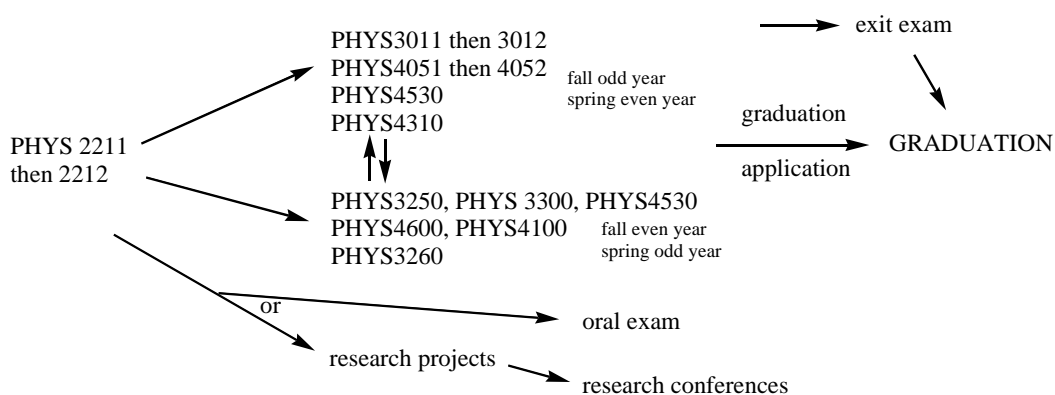 exit exam
PHYS3011 then 3012
PHYS4051 then 4052
PHYS4530
PHYS4310
fall odd year
spring even year
graduation
application
GRADUATION
PHYS 2211
then 2212
PHYS3250, PHYS 3300, PHYS4530
PHYS4600, PHYS4100
PHYS3260
fall even year
spring odd year
or
oral exam
research projects
research conferences